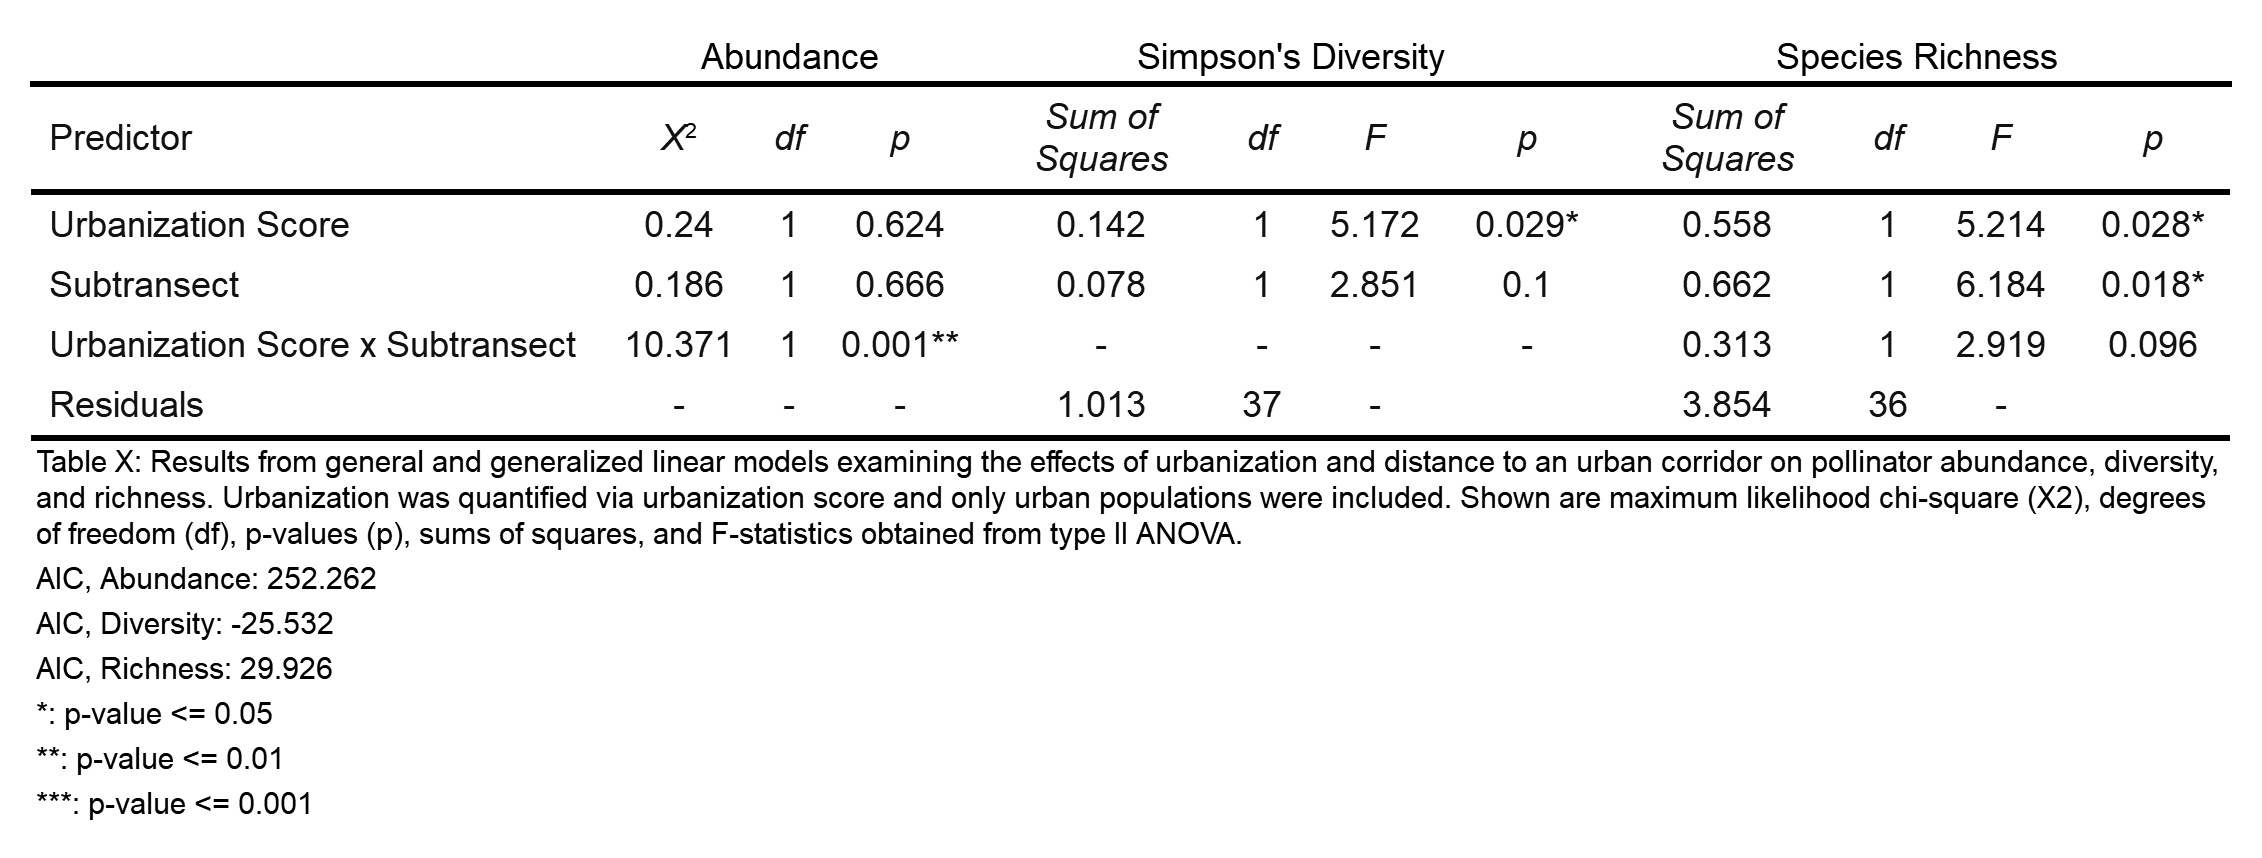 Abundance Simpson's Diversity Species Richness
Predictor X² df p Sum of Squares df F p Sum of Squares df F p
Urbanization Score 0.24 1 0.624 0.142 1 5.172 0.029* 0.558 1 5.214 0.028*
Subtransect 0.186 1 0.666 0.078 1 2.851 0.1 0.662 1 6.184 0.018*
Urbanization Score x Subtransect 10.371 1 0.001** - - - - 0.313 1 2.919 0.096
Residuals - - - 1.013 37 - 3.854 36 -
Table X: Results from general and generalized linear models examining the effects of urbanization and distance to an urban corridor on pollinator abundance, diversity,
and richness. Urbanization was quantified via urbanization score and only urban populations were included. Shown are maximum likelihood chi-square (X2), degrees
of freedom (df), p-values (p), sums of squares, and F-statistics obtained from type II ANOVA.
AIC, Abundance: 252.262
AIC, Diversity: -25.532
AIC, Richness: 29.926
*: p-value <= 0.05
**: p-value <= 0.01
***: p-value <= 0.001